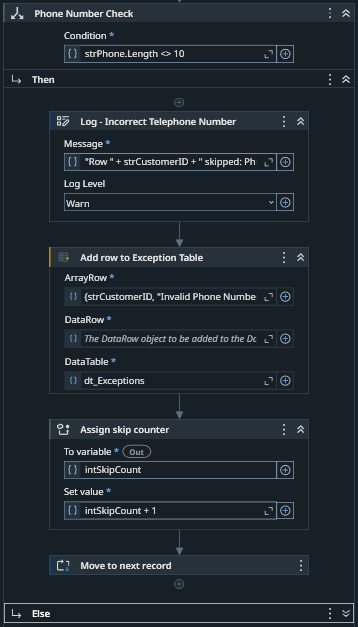 Phone Number Check
Condition *
strPhone.Length <> 10
Then
Log - Incorrect Telephone Number
Message *
"Row " + strCustomerID + " skipped: Ph
Log Level
Warn
Add row to Exception Table
ArrayRow *
{strCustomerID, "Invalid Phone Numbe
DataRow *
The DataRow object to be added to the Da
DataTable *
dt_Exceptions
Assign skip counter
To variable * Out
intSkipCount
Set value *
intSkipCount + 1
Move to next record
Else